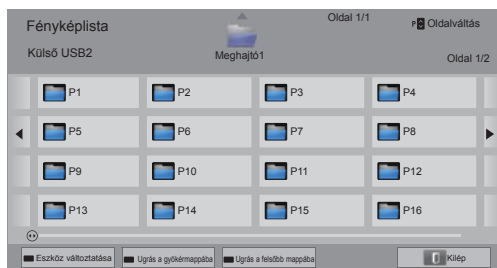 Fényképlista
Oldal 1/1
P Oldalváltás
Külső USB2
Meghajtó1
Oldal 1/2
P1
P2
P3
P4
P5
P6
P7
P8
P9
P10
P11
P12
P13
P14
P15
P16
Eszköz változtatása
Ugrás a gyökérmappába
Ugrás a felsőbb mappába
Kilép